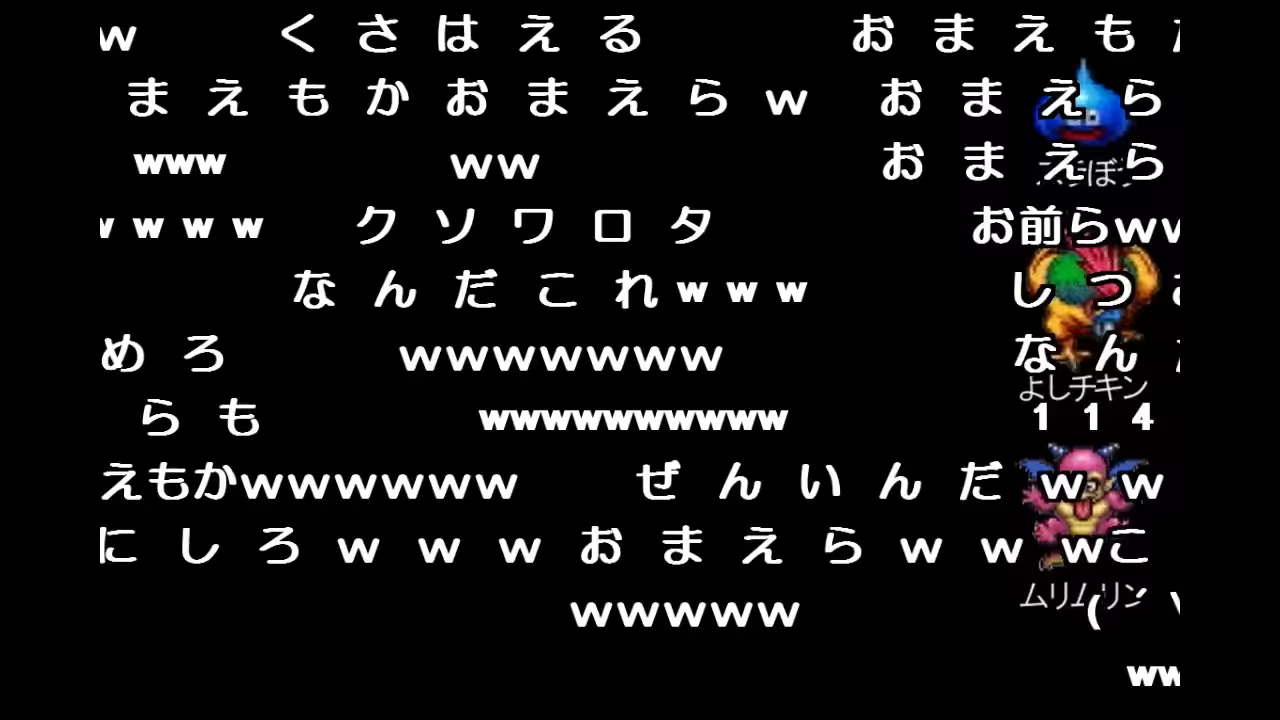 w くさはえる おまえも
まえもかおまえらｗ おまえら
www ｗｗ おまえら
ｗｗｗｗ クソワロタ お前らｗｗ
なんだこれｗｗｗ しつ
めろ ｗｗｗｗｗｗｗ なん
よしチキン
らも wwwwwwwwww 114
えもかｗｗｗｗｗｗ ぜんいんだｗｗ
にしろｗｗｗおまえらｗｗｗこ
ムリムリン
ｗｗｗｗｗ (
ww